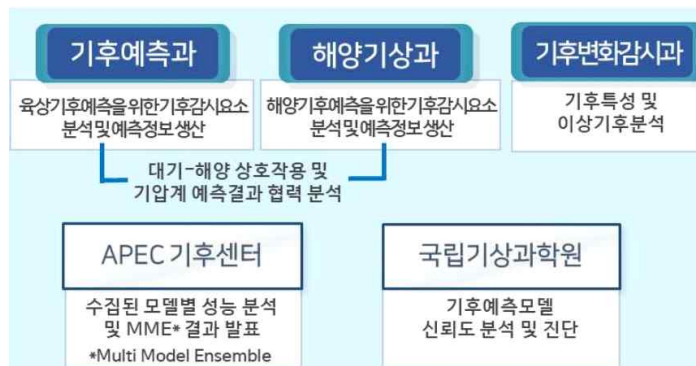 기후예측과
해양기상과
기후변화감시과
육상기후예측을 위한 기후감시요소
분석 및 예측정보 생산
해양기후예측을 위한 기후감시요소
분석 및 예측정보 생산
기후특성 및
이상기후분석
대기-해양 상호작용 및
기압계 예측결과 협력 분석
APEC 기후센터
국립기상과학원
수집된 모델별 성능 분석
및 MME* 결과 발표
*Multi Model Ensemble
기후예측모델
신뢰도 분석 및 진단